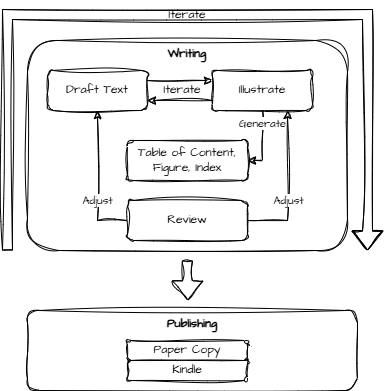 Iterate
Writing
Draft Text
Iterate
Illustrate
Generate
Table of Content,
Figure, Index
Adjust
Adjust
Review
Publishing
Paper Copy
Kindle